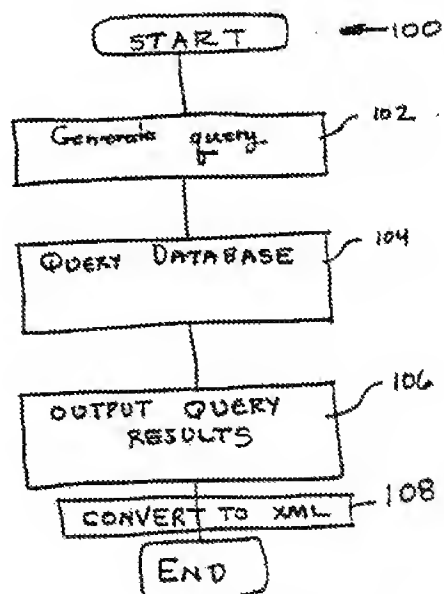 START
100
Generate query.
102
QUERY DATABASE
104
OUTPUT QUERY
RESULTS
106
CONVERT TO XML
108
END